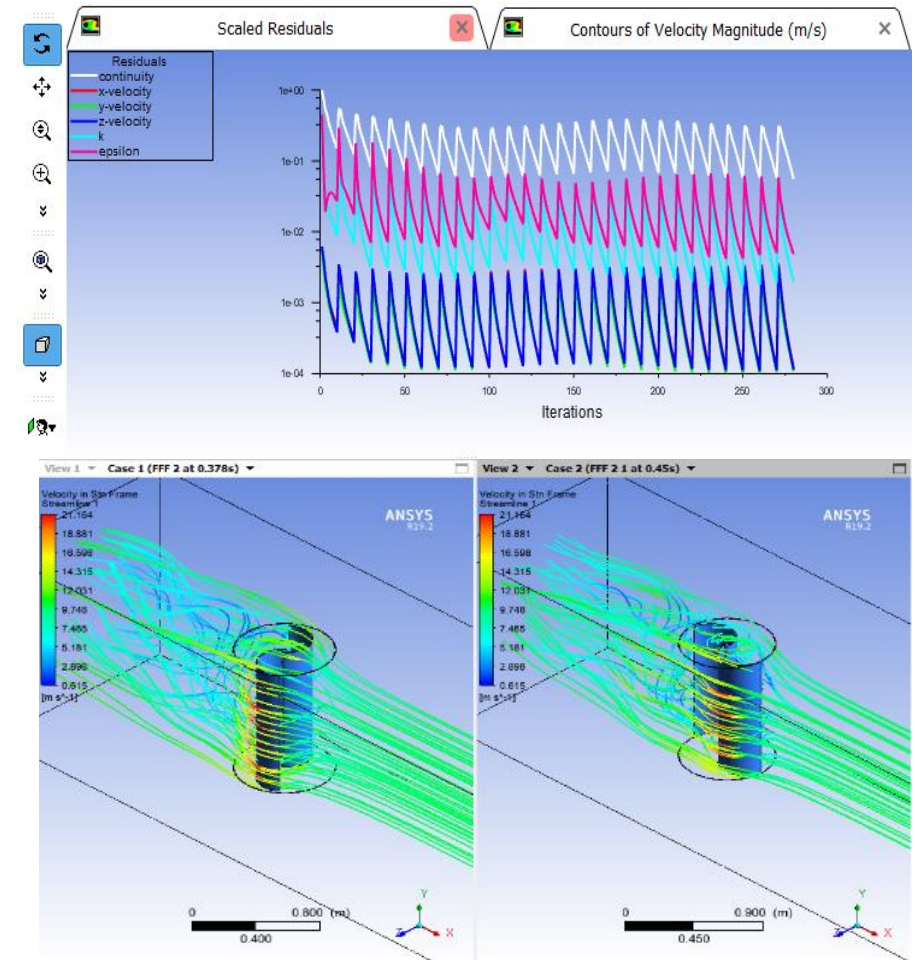 Scaled Residuals
Contours of Velocity Magnitude (m/s)
Residuals
continuity
x-velocity
y-velocity
z-velocity
k
epsilon
1e+00
1e-01
1e-02
1e-03
1e-04
0 50 100 150 200 250 300
Iterations
View 1 Case 1 (FFF 2 at 0.378s)
Velocity in Stn Frame
Streamline 1
21.164
18.881
16.598
14.315
12.031
9.748
7.465
5.181
2.898
0.615
[m s^-1]
ANSYS
R19.2
0 0.800 (m)
0.400
Y
Z X
View 2 Case 2 (FFF 2 1 at 0.45s)
Velocity in Stn Frame
Streamline 1
21.164
18.881
16.598
14.315
12.031
9.748
7.465
5.181
2.898
0.615
[m s^-1]
ANSYS
R19.2
0 0.900 (m)
0.450
Y
Z X